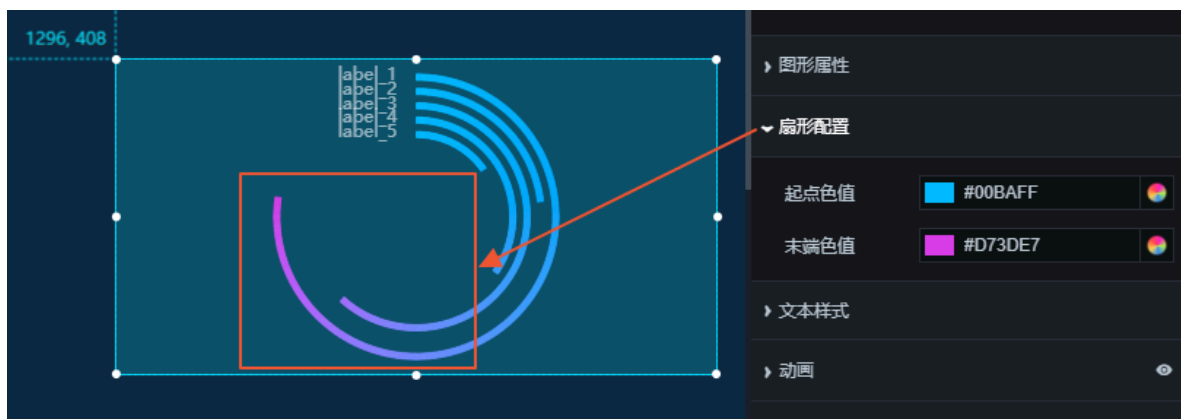 1296, 408
label_1
label_2
label_3
label_4
label_5
图形属性
扇形配置
起点色值
#00BAFF
末端色值
#D73DE7
文本样式
动画